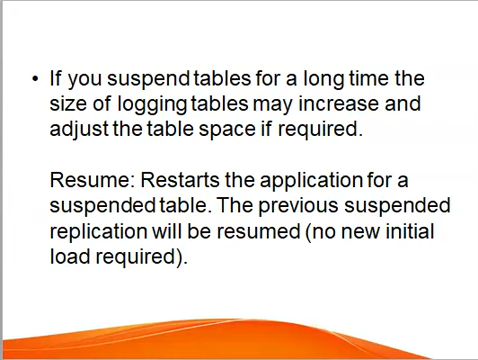 • If you suspend tables for a long time the
size of logging tables may increase and
adjust the table space if required.
Resume: Restarts the application for a
suspended table. The previous suspended
replication will be resumed (no new initial
load required).